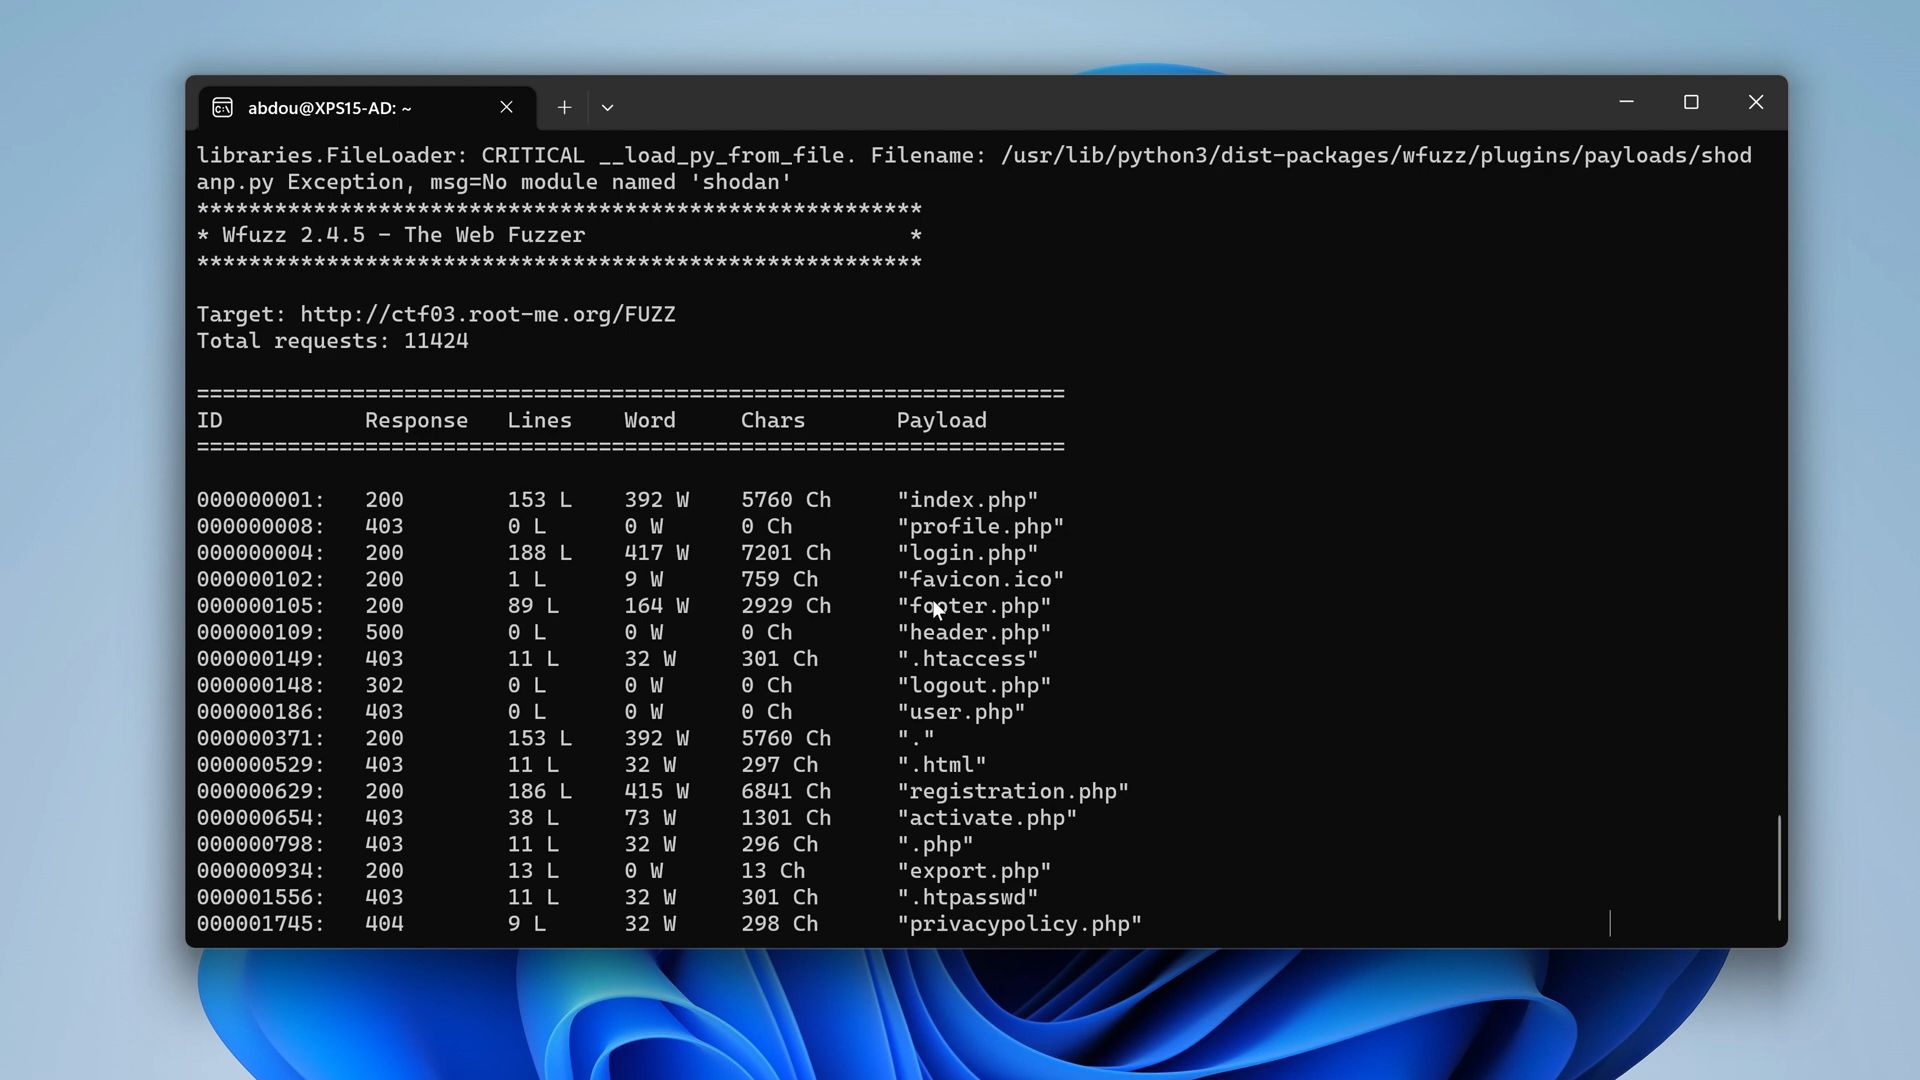 abdou@XPS15-AD: ~
libraries.FileLoader: CRITICAL __load_py_from_file. Filename: /usr/lib/python3/dist-packages/wfuzz/plugins/payloads/shod
anp.py Exception, msg=No module named 'shodan'
********************************************************
* Wfuzz 2.4.5 - The Web Fuzzer                         *
********************************************************
Target: http://ctf03.root-me.org/FUZZ
Total requests: 11424
===================================================================
ID           Response   Lines    Word     Chars       Payload
===================================================================
000000001:   200        153 L    392 W    5760 Ch     "index.php"
000000008:   403        0 L      0 W      0 Ch        "profile.php"
000000004:   200        188 L    417 W    7201 Ch     "login.php"
000000102:   200        1 L      9 W      759 Ch      "favicon.ico"
000000105:   200        89 L     164 W    2929 Ch     "footer.php"
000000109:   500        0 L      0 W      0 Ch        "header.php"
000000149:   403        11 L     32 W     301 Ch      ".htaccess"
000000148:   302        0 L      0 W      0 Ch        "logout.php"
000000186:   403        0 L      0 W      0 Ch        "user.php"
000000371:   200        153 L    392 W    5760 Ch     "."
000000529:   403        11 L     32 W     297 Ch      ".html"
000000629:   200        186 L    415 W    6841 Ch     "registration.php"
000000654:   403        38 L     73 W     1301 Ch     "activate.php"
000000798:   403        11 L     32 W     296 Ch      ".php"
000000934:   200        13 L     0 W      13 Ch       "export.php"
000001556:   403        11 L     32 W     301 Ch      ".htpasswd"
000001745:   404        9 L      32 W     298 Ch      "privacypolicy.php"